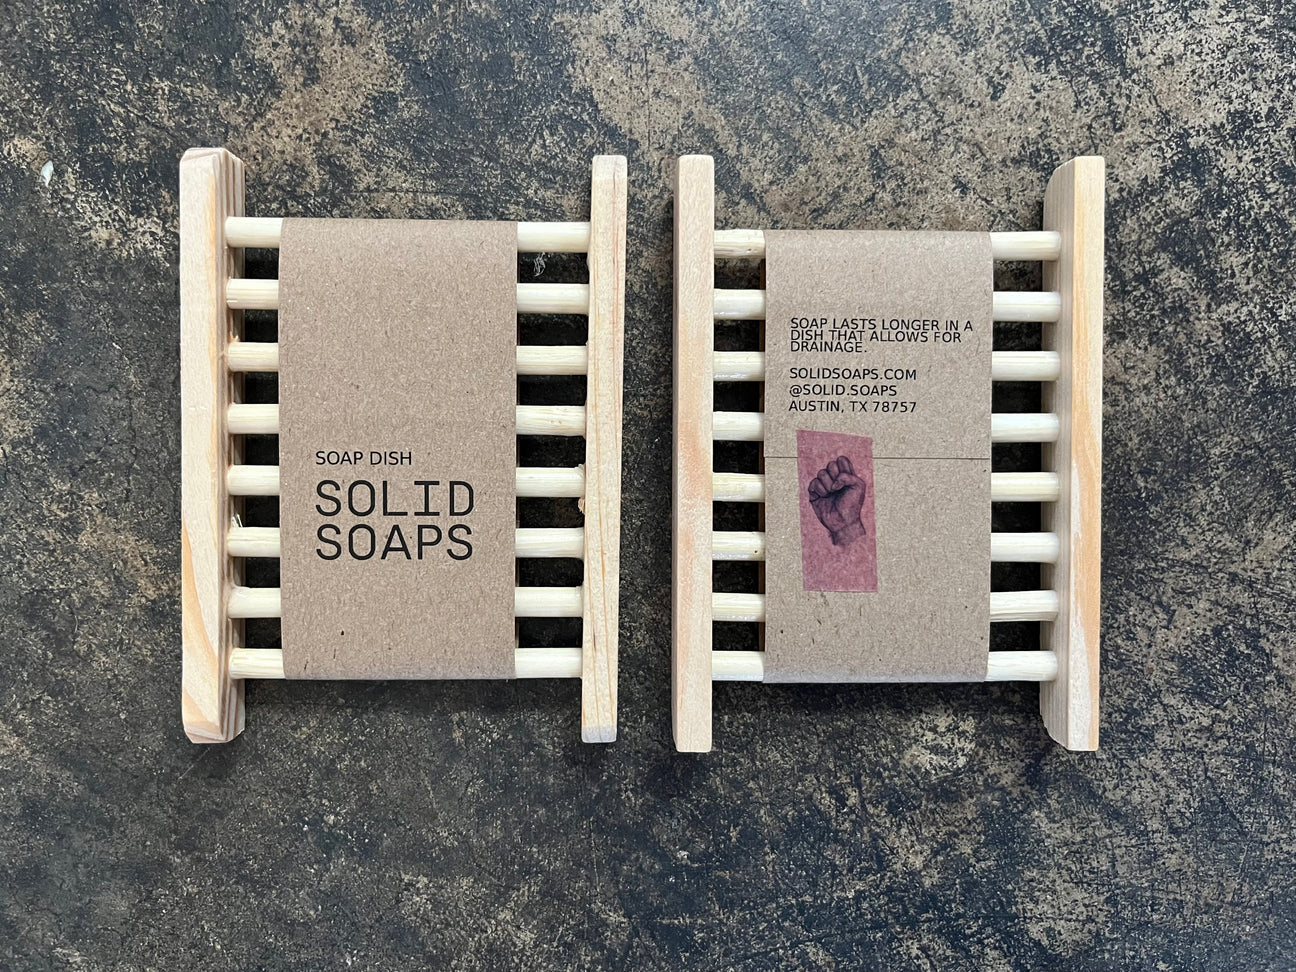 SOAP DISH
SOLID
SOAPS
SOAP LASTS LONGER IN A
DISH THAT ALLOWS FOR
DRAINAGE.
SOLIDSOAPS.COM
@SOLID.SOAPS
AUSTIN, TX 78757